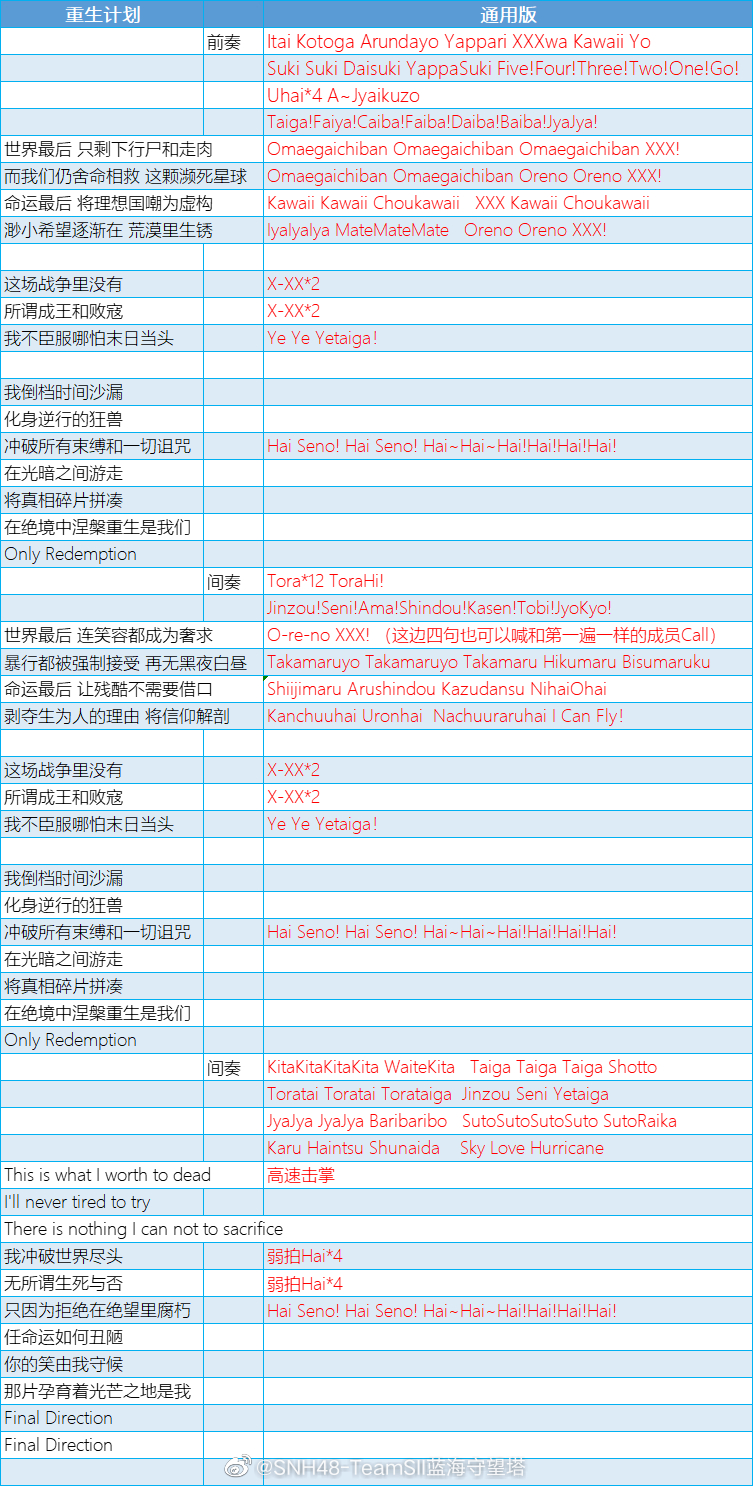 重生计划 通用版
前奏 Itai Kotoga Arundayo Yappari XXXwa Kawaii Yo
Suki Suki Daisuki YappaSuki Five!Four!Three!Two!One!Go!
Uhai*4 A~Jyaikuzo
Taiga!Faiya!Caiba!Faiba!Daiba!Baiba!JyaJya!
世界最后 只剩下行尸和走肉 Omaegaichiban Omaegaichiban Omaegaichiban XXX!
而我们仍舍命相救 这颗濒死星球 Omaegaichiban Omaegaichiban Oreno Oreno XXX!
命运最后 将理想国嘲为虚构 Kawaii Kawaii Choukawaii XXX Kawaii Choukawaii
渺小希望逐渐在 荒漠里生锈 IyaIyaIya MateMateMate Oreno Oreno XXX!
这场战争里没有 X-XX*2
所谓成王和败寇 X-XX*2
我不臣服哪怕末日当头 Ye Ye Yetaiga!
我倒档时间沙漏
化身逆行的狂兽
冲破所有束缚和一切诅咒 Hai Seno! Hai Seno! Hai~Hai~Hai!Hai!Hai!Hai!
在光暗之间游走
将真相碎片拼凑
在绝境中涅槃重生是我们
Only Redemption
间奏 Tora*12 ToraHi!
Jinzou!Seni!Ama!Shindou!Kasen!Tobi!JyoKyo!
世界最后 连笑容都成为奢求 O-re-no XXX! （这边四句也可以喊和第一遍一样的成员Call）
暴行都被强制接受 再无黑夜白昼 Takamaruyo Takamaruyo Takamaru Hikumaru Bisumaruku
命运最后 让残酷不需要借口 Shiijimaru Arushindou Kazudansu NihaiOhai
剥夺生为人的理由 将信仰解剖 Kanchuuhai Uronhai Nachuuraruhai I Can Fly!
这场战争里没有 X-XX*2
所谓成王和败寇 X-XX*2
我不臣服哪怕末日当头 Ye Ye Yetaiga!
我倒档时间沙漏
化身逆行的狂兽
冲破所有束缚和一切诅咒 Hai Seno! Hai Seno! Hai~Hai~Hai!Hai!Hai!Hai!
在光暗之间游走
将真相碎片拼凑
在绝境中涅槃重生是我们
Only Redemption
间奏 KitaKitaKitaKita WaiteKita Taiga Taiga Taiga Shotto
Toratai Toratai Torataiga Jinzou Seni Yetaiga
JyaJya JyaJya Baribaribo SutoSutoSutoSuto SutoRaika
Karu Haintsu Shunaida Sky Love Hurricane
This is what I worth to dead 高速击掌
I'll never tired to try
There is nothing I can not to sacrifice
我冲破世界尽头 弱拍Hai*4
无所谓生死与否 弱拍Hai*4
只因为拒绝在绝望里腐朽 Hai Seno! Hai Seno! Hai~Hai~Hai!Hai!Hai!Hai!
任命运如何丑陋
你的笑由我守候
那片孕育着光芒之地是我
Final Direction
Final Direction
@SNH48-TeamSII蓝海守望塔